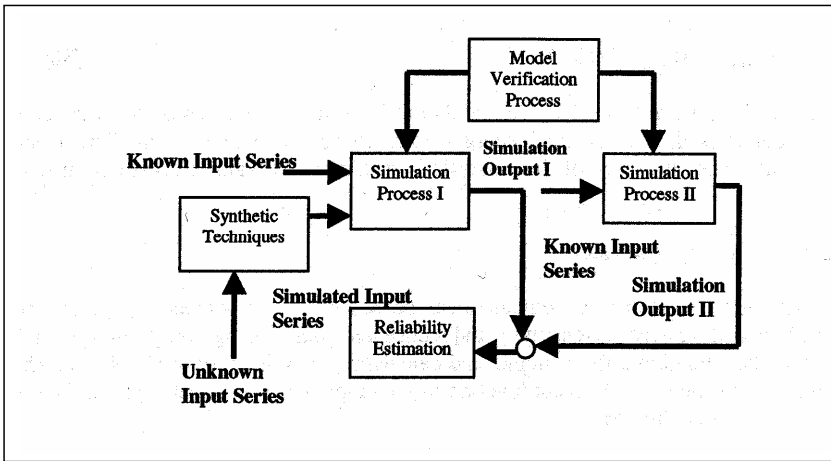 Model
Verification
Process
Known Input Series
Simulation
Process I
Simulation
Output I
Simulation
Process II
Synthetic
Techniques
Known Input
Series
Simulated Input
Series
Simulation
Output II
Reliability
Estimation
Unknown
Input Series